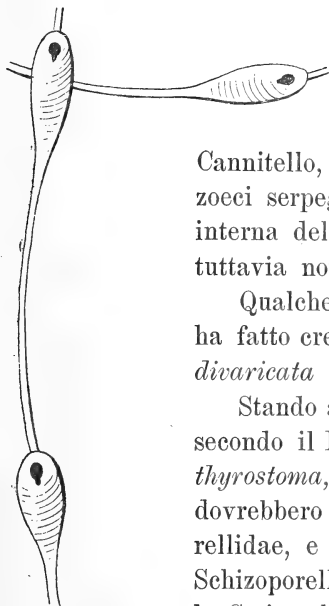 Cannitello,
zoeci serpeg
interna del
tuttavia no
Qualche
ha fatto cre
divaricata
Stando a
secondo il
thyrostoma,
dovrebbero
rellidae, e
Schizoporell